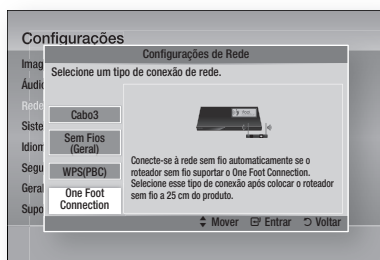 Configurações
Configurações de Rede
Imag
Selecione um tipo de conexão de rede.
Áudio
Rede
Cabo3
Siste
Sem Fios
(Geral)
Idiom
Segu
WPS(PBC)
Conecte-se à rede sem fio automaticamente se o
roteador sem fio suportar o One Foot Connection.
Selecione esse tipo de conexão após colocar o roteador
sem fio a 25 cm do produto.
Geral
One Foot
Connection
Supo
Mover Entrar Voltar